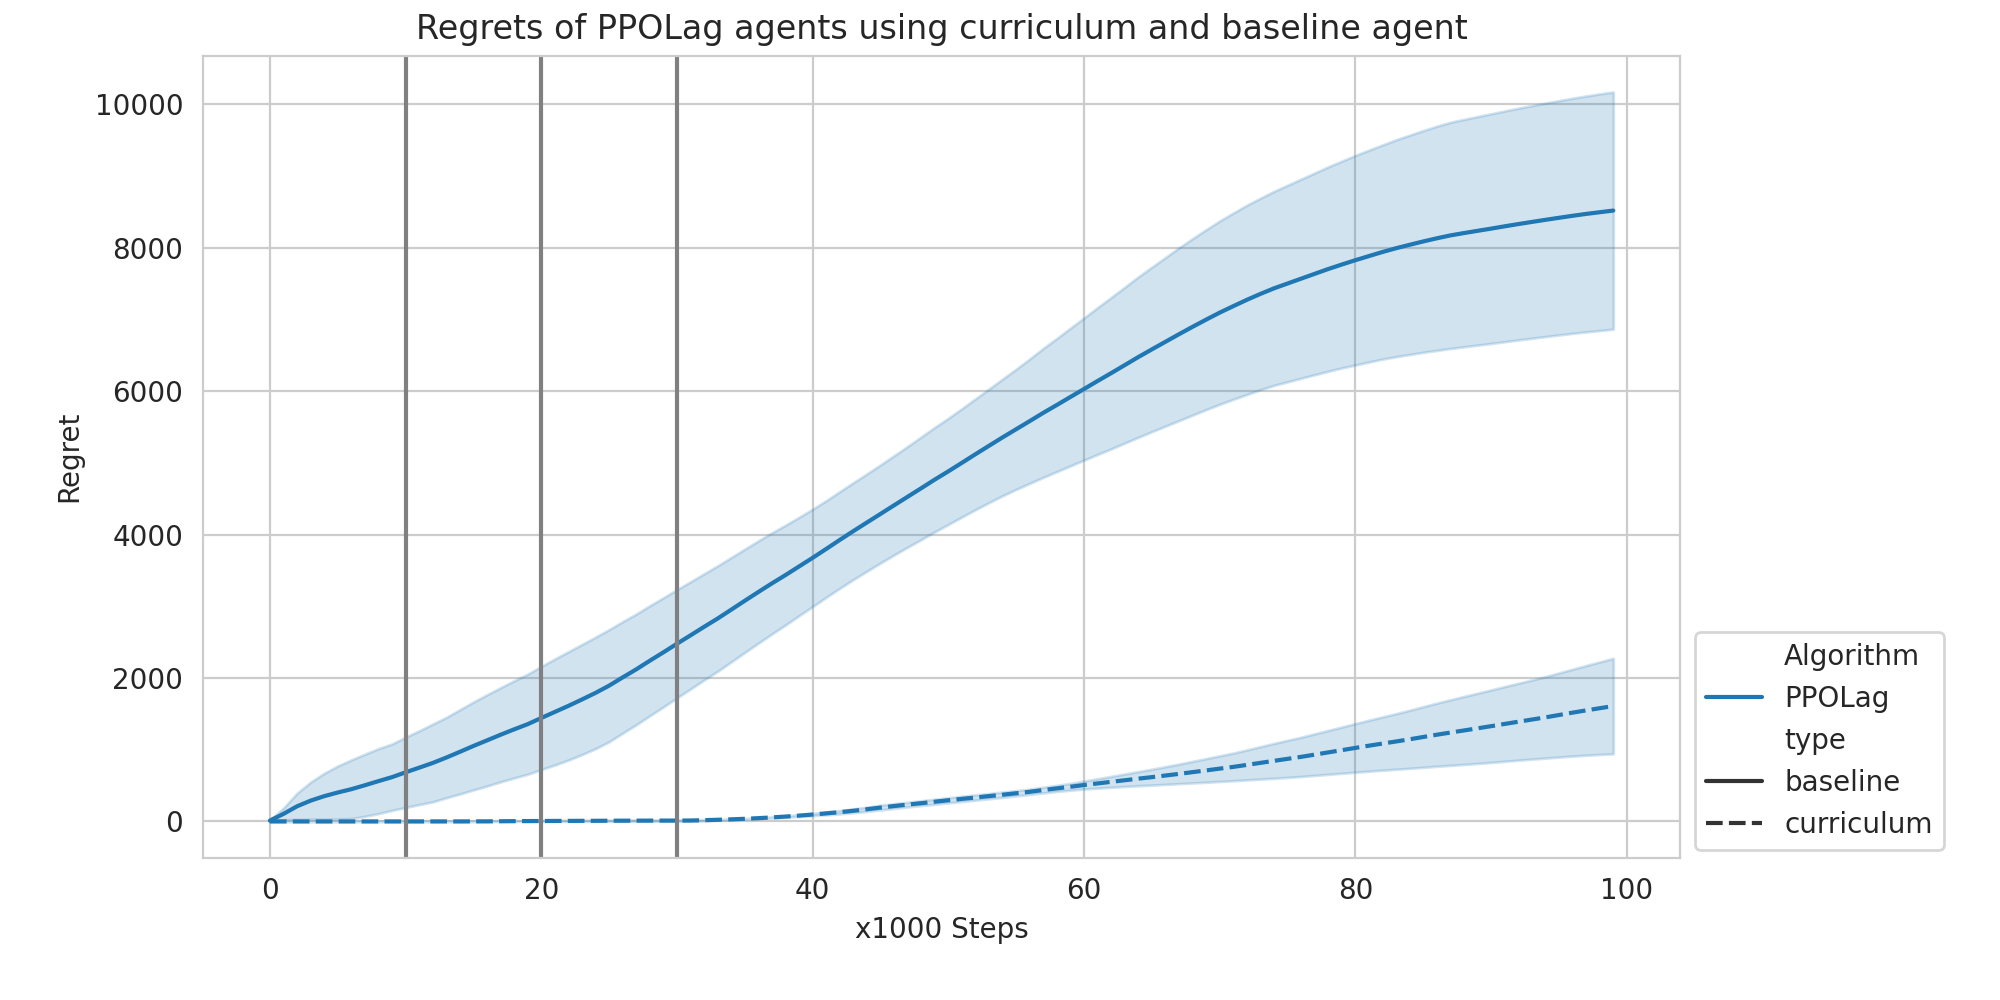 Regrets of PPOLag agents using curriculum and baseline agent
10000
8000
6000
4000
2000
0
Regret
0 20 40 60 80 100
x1000 Steps
Algorithm
PPOLag
type
baseline
curriculum